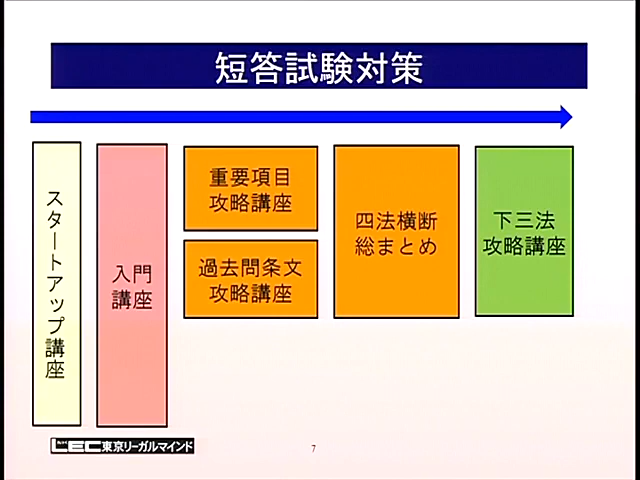 短答試験対策
スタートアップ講座
入門
講座
重要項目
攻略講座
過去問条文
攻略講座
四法横断
総まとめ
下三法
攻略講座
LEC東京リーガルマインド
7